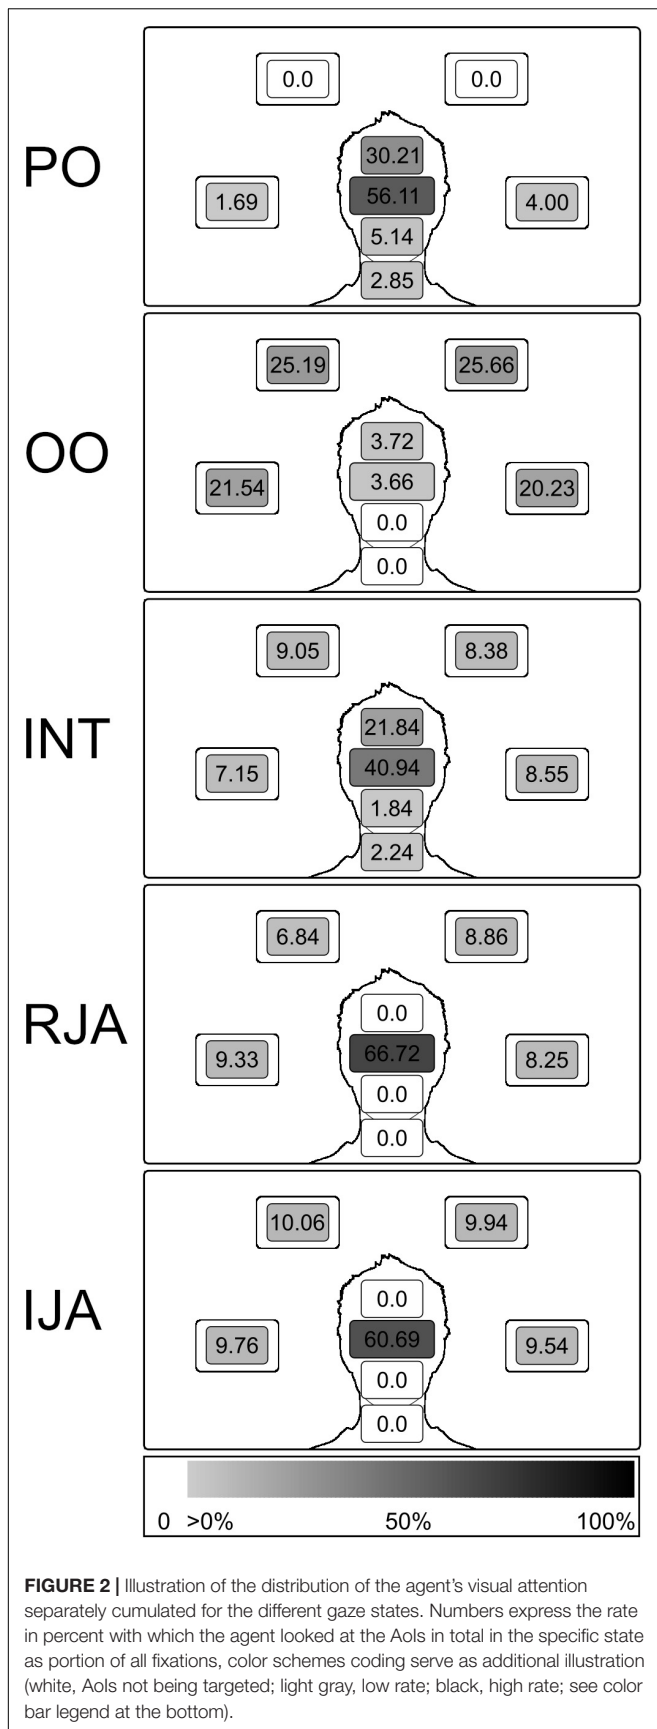 PO
0.0 0.0
30.21
1.69 56.11 4.00
5.14
2.85
OO
25.19 25.66
3.72
21.54 3.66 20.23
0.0
0.0
INT
9.05 8.38
21.84
7.15 40.94 8.55
1.84
2.24
RJA
6.84 8.86
0.0
9.33 66.72 8.25
0.0
0.0
IJA
10.06 9.94
0.0
9.76 60.69 9.54
0.0
0.0
0 >0% 50% 100%
FIGURE 2 | Illustration of the distribution of the agent's visual attention
separately cumulated for the different gaze states. Numbers express the rate
in percent with which the agent looked at the AoIs in total in the specific state
as portion of all fixations, color schemes coding serve as additional illustration
(white, AoIs not being targeted; light gray, low rate; black, high rate; see color
bar legend at the bottom).